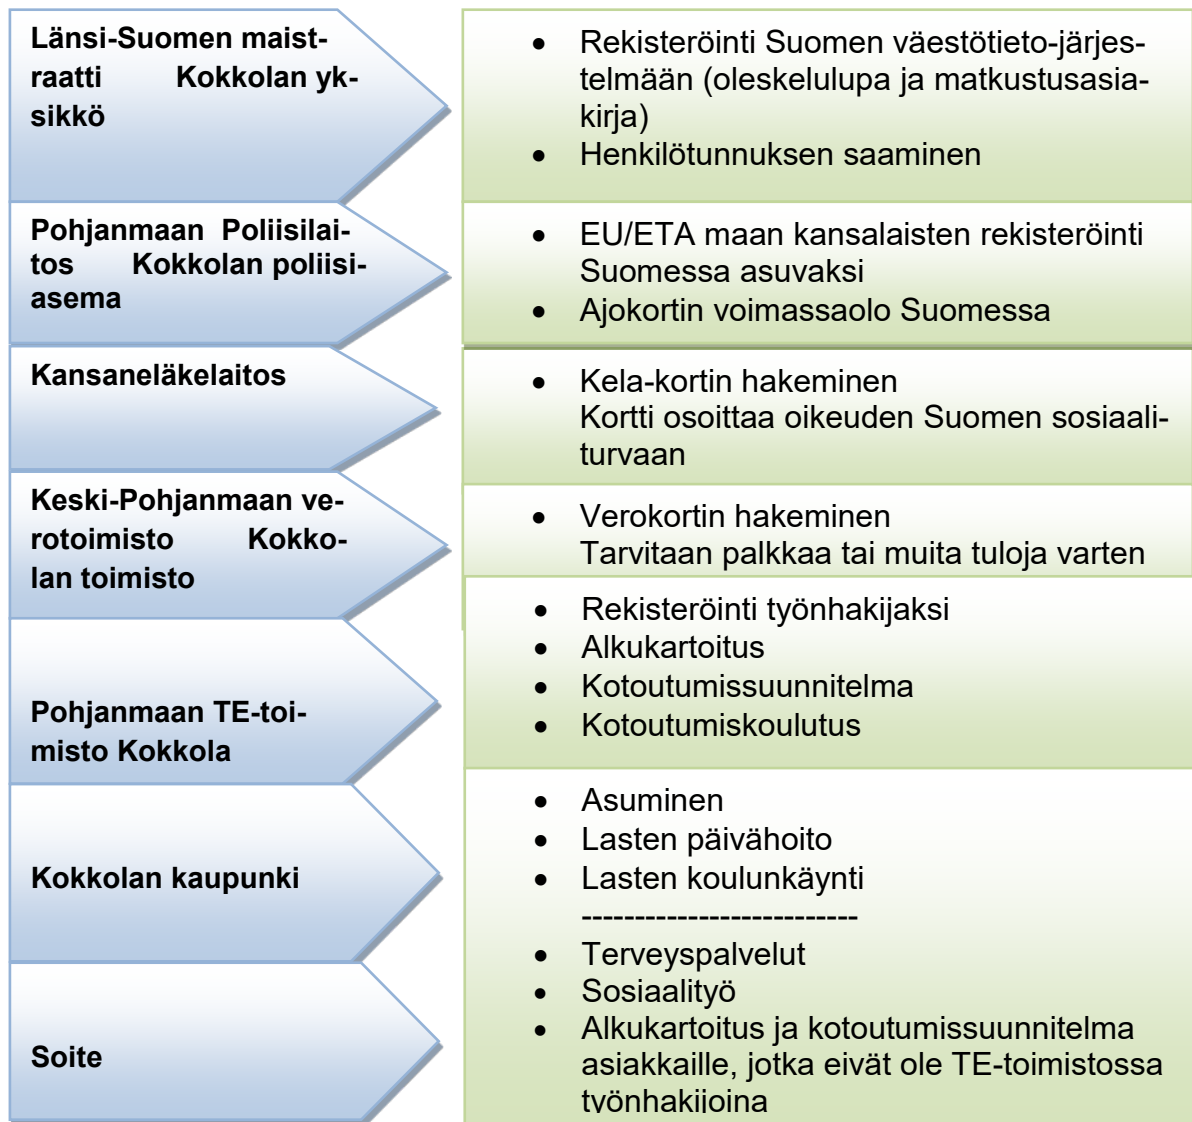 Länsi-Suomen maist-
raatti Kokkolan yk-
sikkö
• Rekisteröinti Suomen väestötieto-järjes-
telmään (oleskelulupa ja matkustusasia-
kirja)
• Henkilötunnuksen saaminen
Pohjanmaan Poliisilai-
tos Kokkolan poliisi-
asema
• EU/ETA maan kansalaisten rekisteröinti
Suomessa asuvaksi
• Ajokortin voimassaolo Suomessa
Kansaneläkelaitos
• Kela-kortin hakeminen
Kortti osoittaa oikeuden Suomen sosiaali-
turvaan
Keski-Pohjanmaan ve-
rotoimisto Kokko-
lan toimisto
• Verokortin hakeminen
Tarvitaan palkkaa tai muita tuloja varten
Pohjanmaan TE-toi-
misto Kokkola
• Rekisteröinti työnhakijaksi
• Alkukartoitus
• Kotoutumissuunnitelma
• Kotoutumiskoulutus
Kokkolan kaupunki
• Asuminen
• Lasten päivähoito
• Lasten koulunkäynti
--------------------------
Soite
• Terveyspalvelut
• Sosiaalityö
• Alkukartoitus ja kotoutumissuunnitelma
asiakkaille, jotka eivät ole TE-toimistossa
työnhakijoina